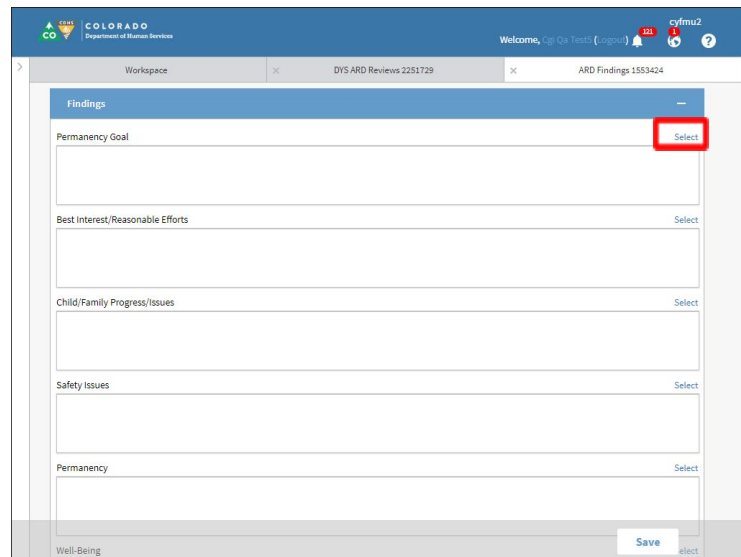 CO CDHS COLORADO
Department of Human Services
cyfmu2
Welcome, Cgi Qa Test5 (Logout) 121 1 ?
Workspace × DYS ARD Reviews 2251729 × ARD Findings 1553424
Findings
Permanency Goal Select
Best Interest/Reasonable Efforts Select
Child/Family Progress/Issues Select
Safety Issues Select
Permanency Select
Save
Well-Being Select